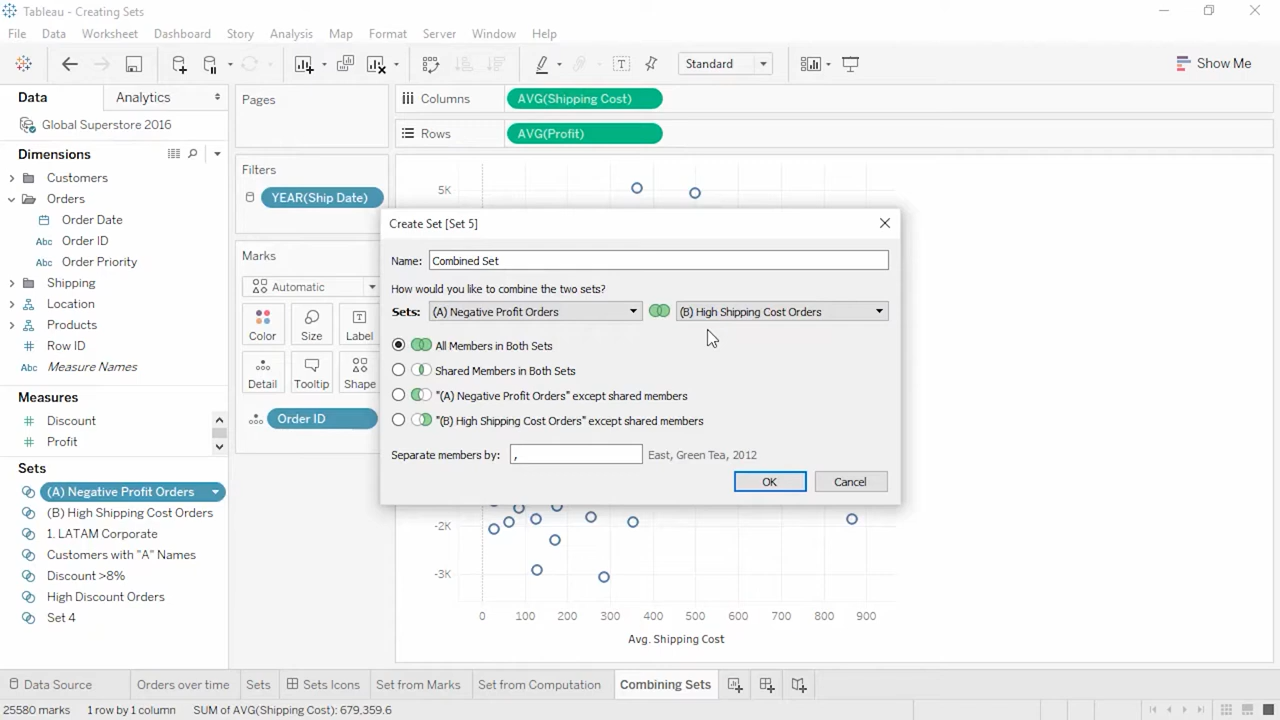 Tableau - Creating Sets
File Data Worksheet Dashboard Story Analysis Map Format Server Window Help
Standard
Show Me
Data Analytics
Global Superstore 2016
Dimensions
Customers
Orders
Order Date
Abc Order ID
Abc Order Priority
Shipping
Location
Products
# Row ID
Abc Measure Names
Measures
# Discount
# Profit
Sets
(A) Negative Profit Orders
(B) High Shipping Cost Orders
1. LATAM Corporate
Customers with "A" Names
Discount >8%
High Discount Orders
Set 4
Pages
Filters
YEAR(Ship Date)
Marks
Automatic
Color Size Label
Detail Tooltip Shape
Order ID
Columns AVG(Shipping Cost)
Rows AVG(Profit)
5K
Create Set [Set 5]
Name: Combined Set
How would you like to combine the two sets?
Sets: (A) Negative Profit Orders (B) High Shipping Cost Orders
All Members in Both Sets
Shared Members in Both Sets
"(A) Negative Profit Orders" except shared members
"(B) High Shipping Cost Orders" except shared members
Separate members by: , East, Green Tea, 2012
OK Cancel
-2K
-3K
0 100 200 300 400 500 600 700 800 900
Avg. Shipping Cost
Data Source Orders over time Sets Sets Icons Set from Marks Set from Computation Combining Sets
25580 marks 1 row by 1 column SUM of AVG(Shipping Cost): 679,359.6